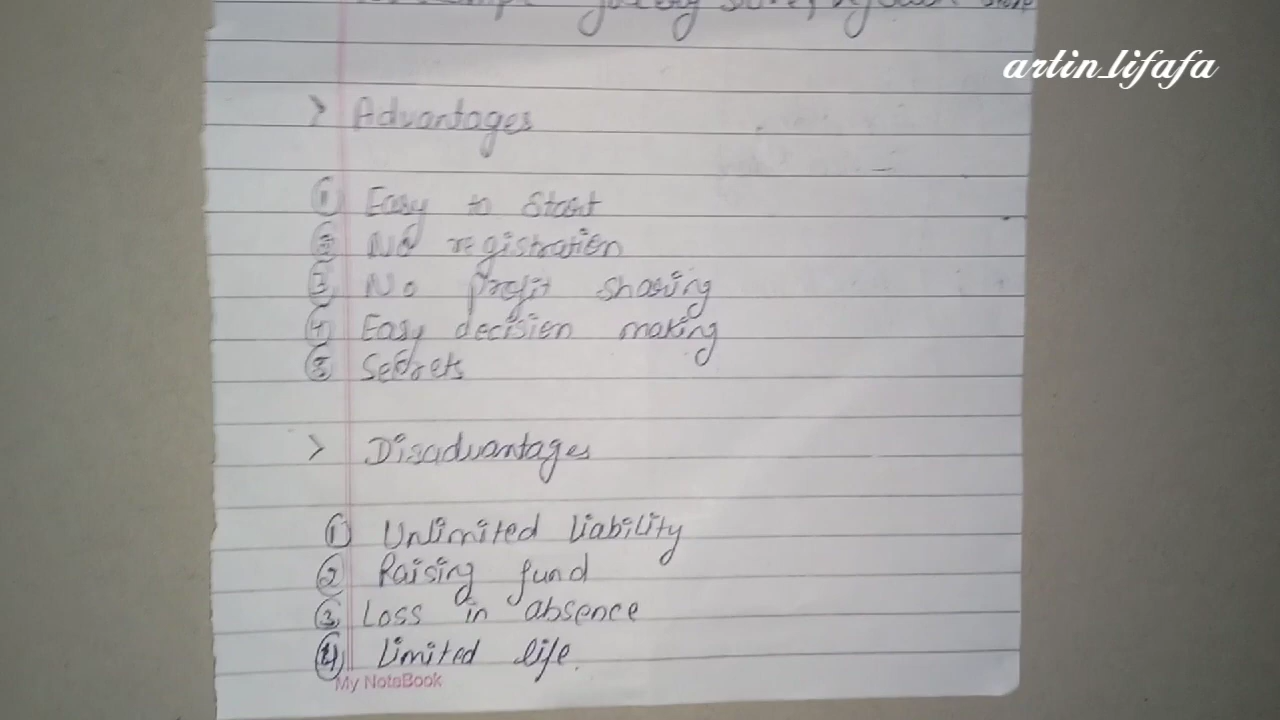 artin_lifafa
> Advantages
① Easy to Start
② No registration
③ No profit sharing
④ Easy decision making
⑤ Secrets
> Disadvantages
① Unlimited liability
② Raising fund
③ Loss in absence
④ Limited life.
My NoteBook